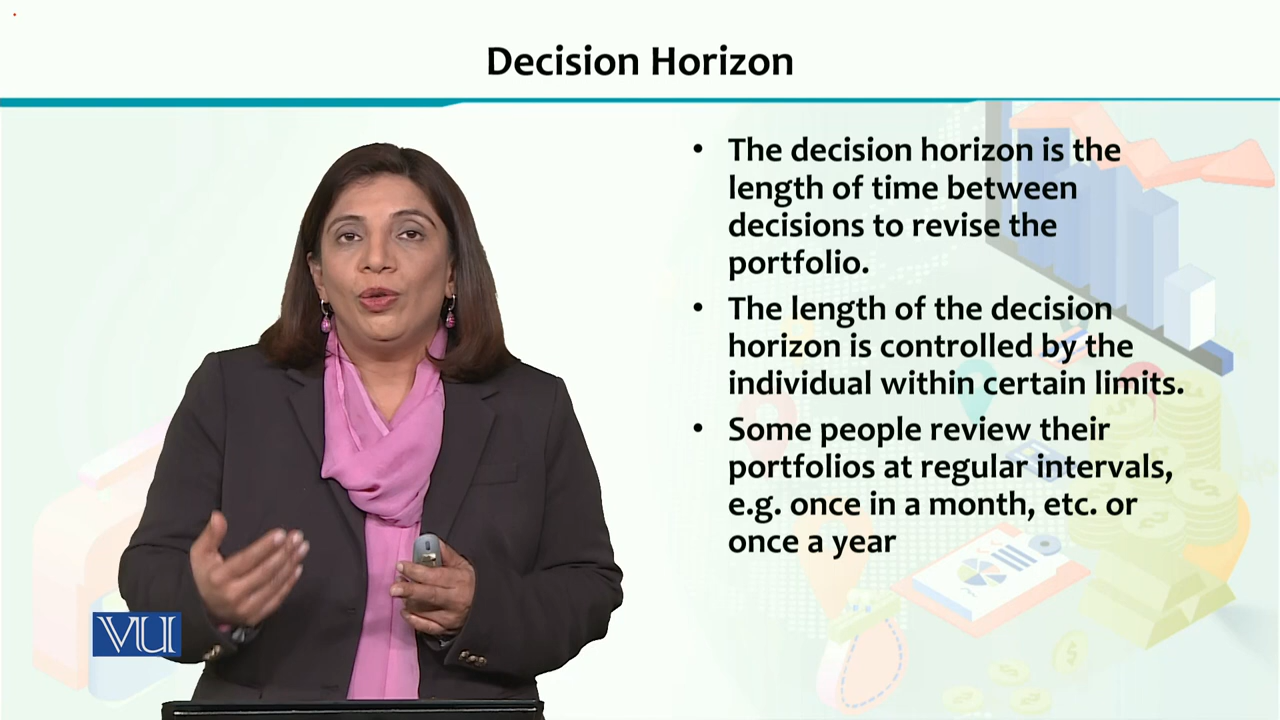 Decision Horizon
• The decision horizon is the
length of time between
decisions to revise the
portfolio.
• The length of the decision
horizon is controlled by the
individual within certain limits.
• Some people review their
portfolios at regular intervals,
e.g. once in a month, etc. or
once a year
VU